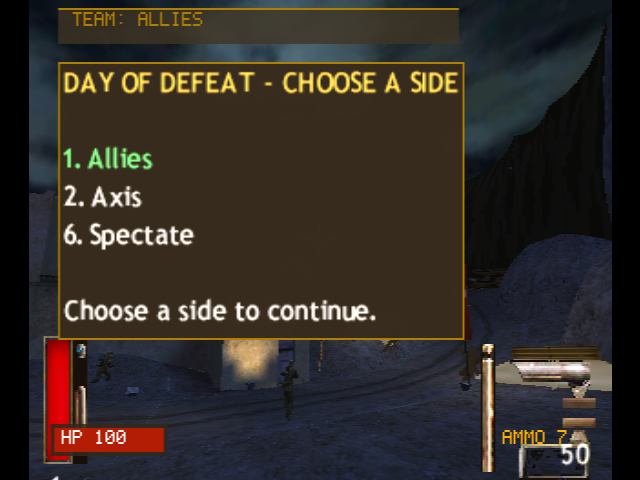 TEAM: ALLIES
DAY OF DEFEAT - CHOOSE A SIDE
1. Allies
2. Axis
6. Spectate
Choose a side to continue.
HP 100
AMMO 7
50